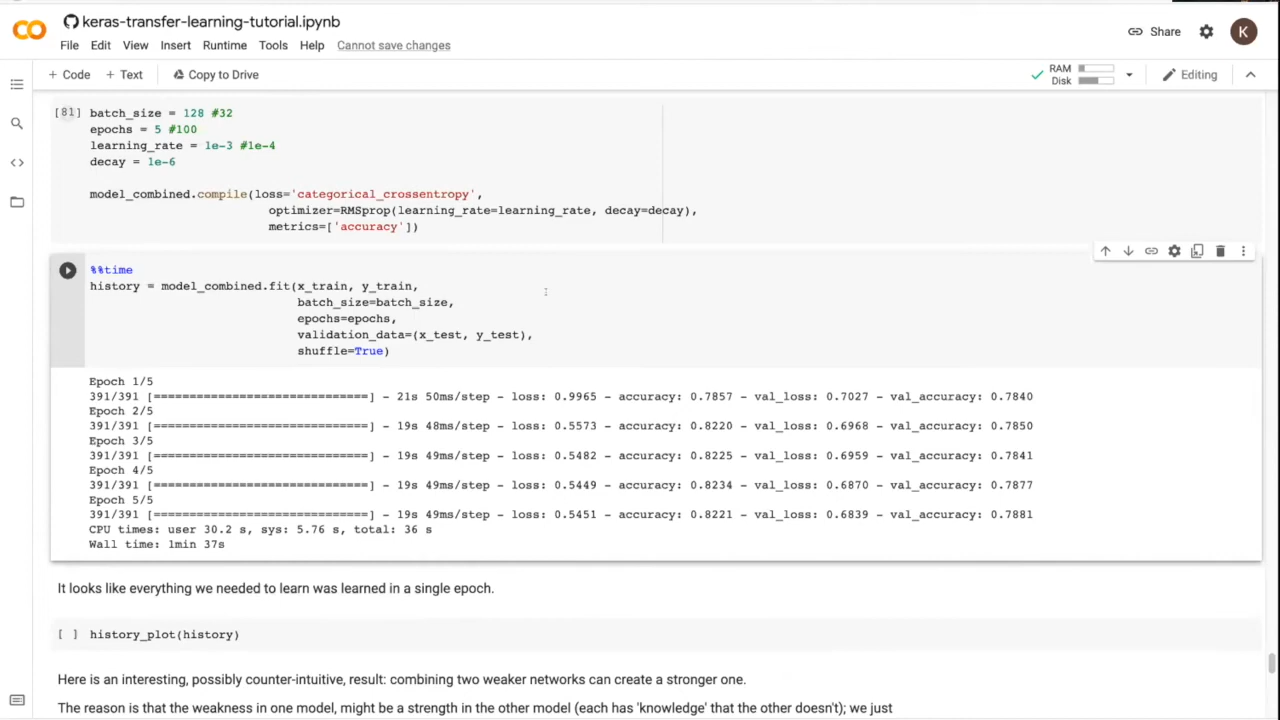 keras-transfer-learning-tutorial.ipynb
Share
K
File Edit View Insert Runtime Tools Help Cannot save changes
+ Code + Text Copy to Drive
RAM
Disk
Editing
[81] batch_size = 128 #32
epochs = 5 #100
learning_rate = 1e-3 #1e-4
decay = 1e-6
model_combined.compile(loss='categorical_crossentropy',
optimizer=RMSprop(learning_rate=learning_rate, decay=decay),
metrics=['accuracy'])
%%time
history = model_combined.fit(x_train, y_train,
batch_size=batch_size,
epochs=epochs,
validation_data=(x_test, y_test),
shuffle=True)
Epoch 1/5
391/391 [==============================] - 21s 50ms/step - loss: 0.9965 - accuracy: 0.7857 - val_loss: 0.7027 - val_accuracy: 0.7840
Epoch 2/5
391/391 [==============================] - 19s 48ms/step - loss: 0.5573 - accuracy: 0.8220 - val_loss: 0.6968 - val_accuracy: 0.7850
Epoch 3/5
391/391 [==============================] - 19s 49ms/step - loss: 0.5482 - accuracy: 0.8225 - val_loss: 0.6959 - val_accuracy: 0.7841
Epoch 4/5
391/391 [==============================] - 19s 49ms/step - loss: 0.5449 - accuracy: 0.8234 - val_loss: 0.6870 - val_accuracy: 0.7877
Epoch 5/5
391/391 [==============================] - 19s 49ms/step - loss: 0.5451 - accuracy: 0.8221 - val_loss: 0.6839 - val_accuracy: 0.7881
CPU times: user 30.2 s, sys: 5.76 s, total: 36 s
Wall time: 1min 37s
It looks like everything we needed to learn was learned in a single epoch.
[ ] history_plot(history)
Here is an interesting, possibly counter-intuitive, result: combining two weaker networks can create a stronger one.
The reason is that the weakness in one model, might be a strength in the other model (each has 'knowledge' that the other doesn't); we just